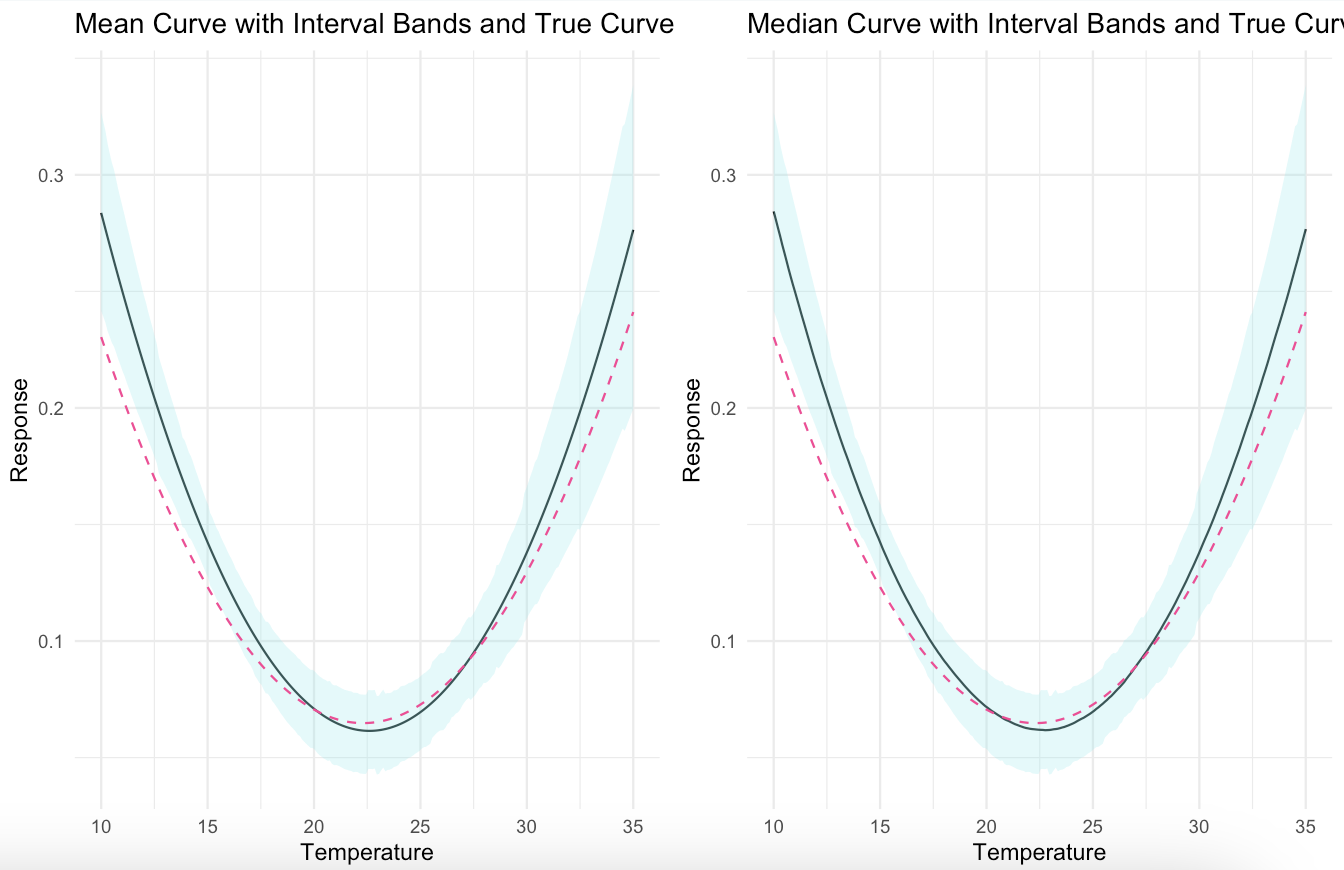 Mean Curve with Interval Bands and True Curve
Response
0.3
0.2
0.1
10 15 20 25 30 35
Temperature
Median Curve with Interval Bands and True Curv
Response
0.3
0.2
0.1
10 15 20 25 30 35
Temperature